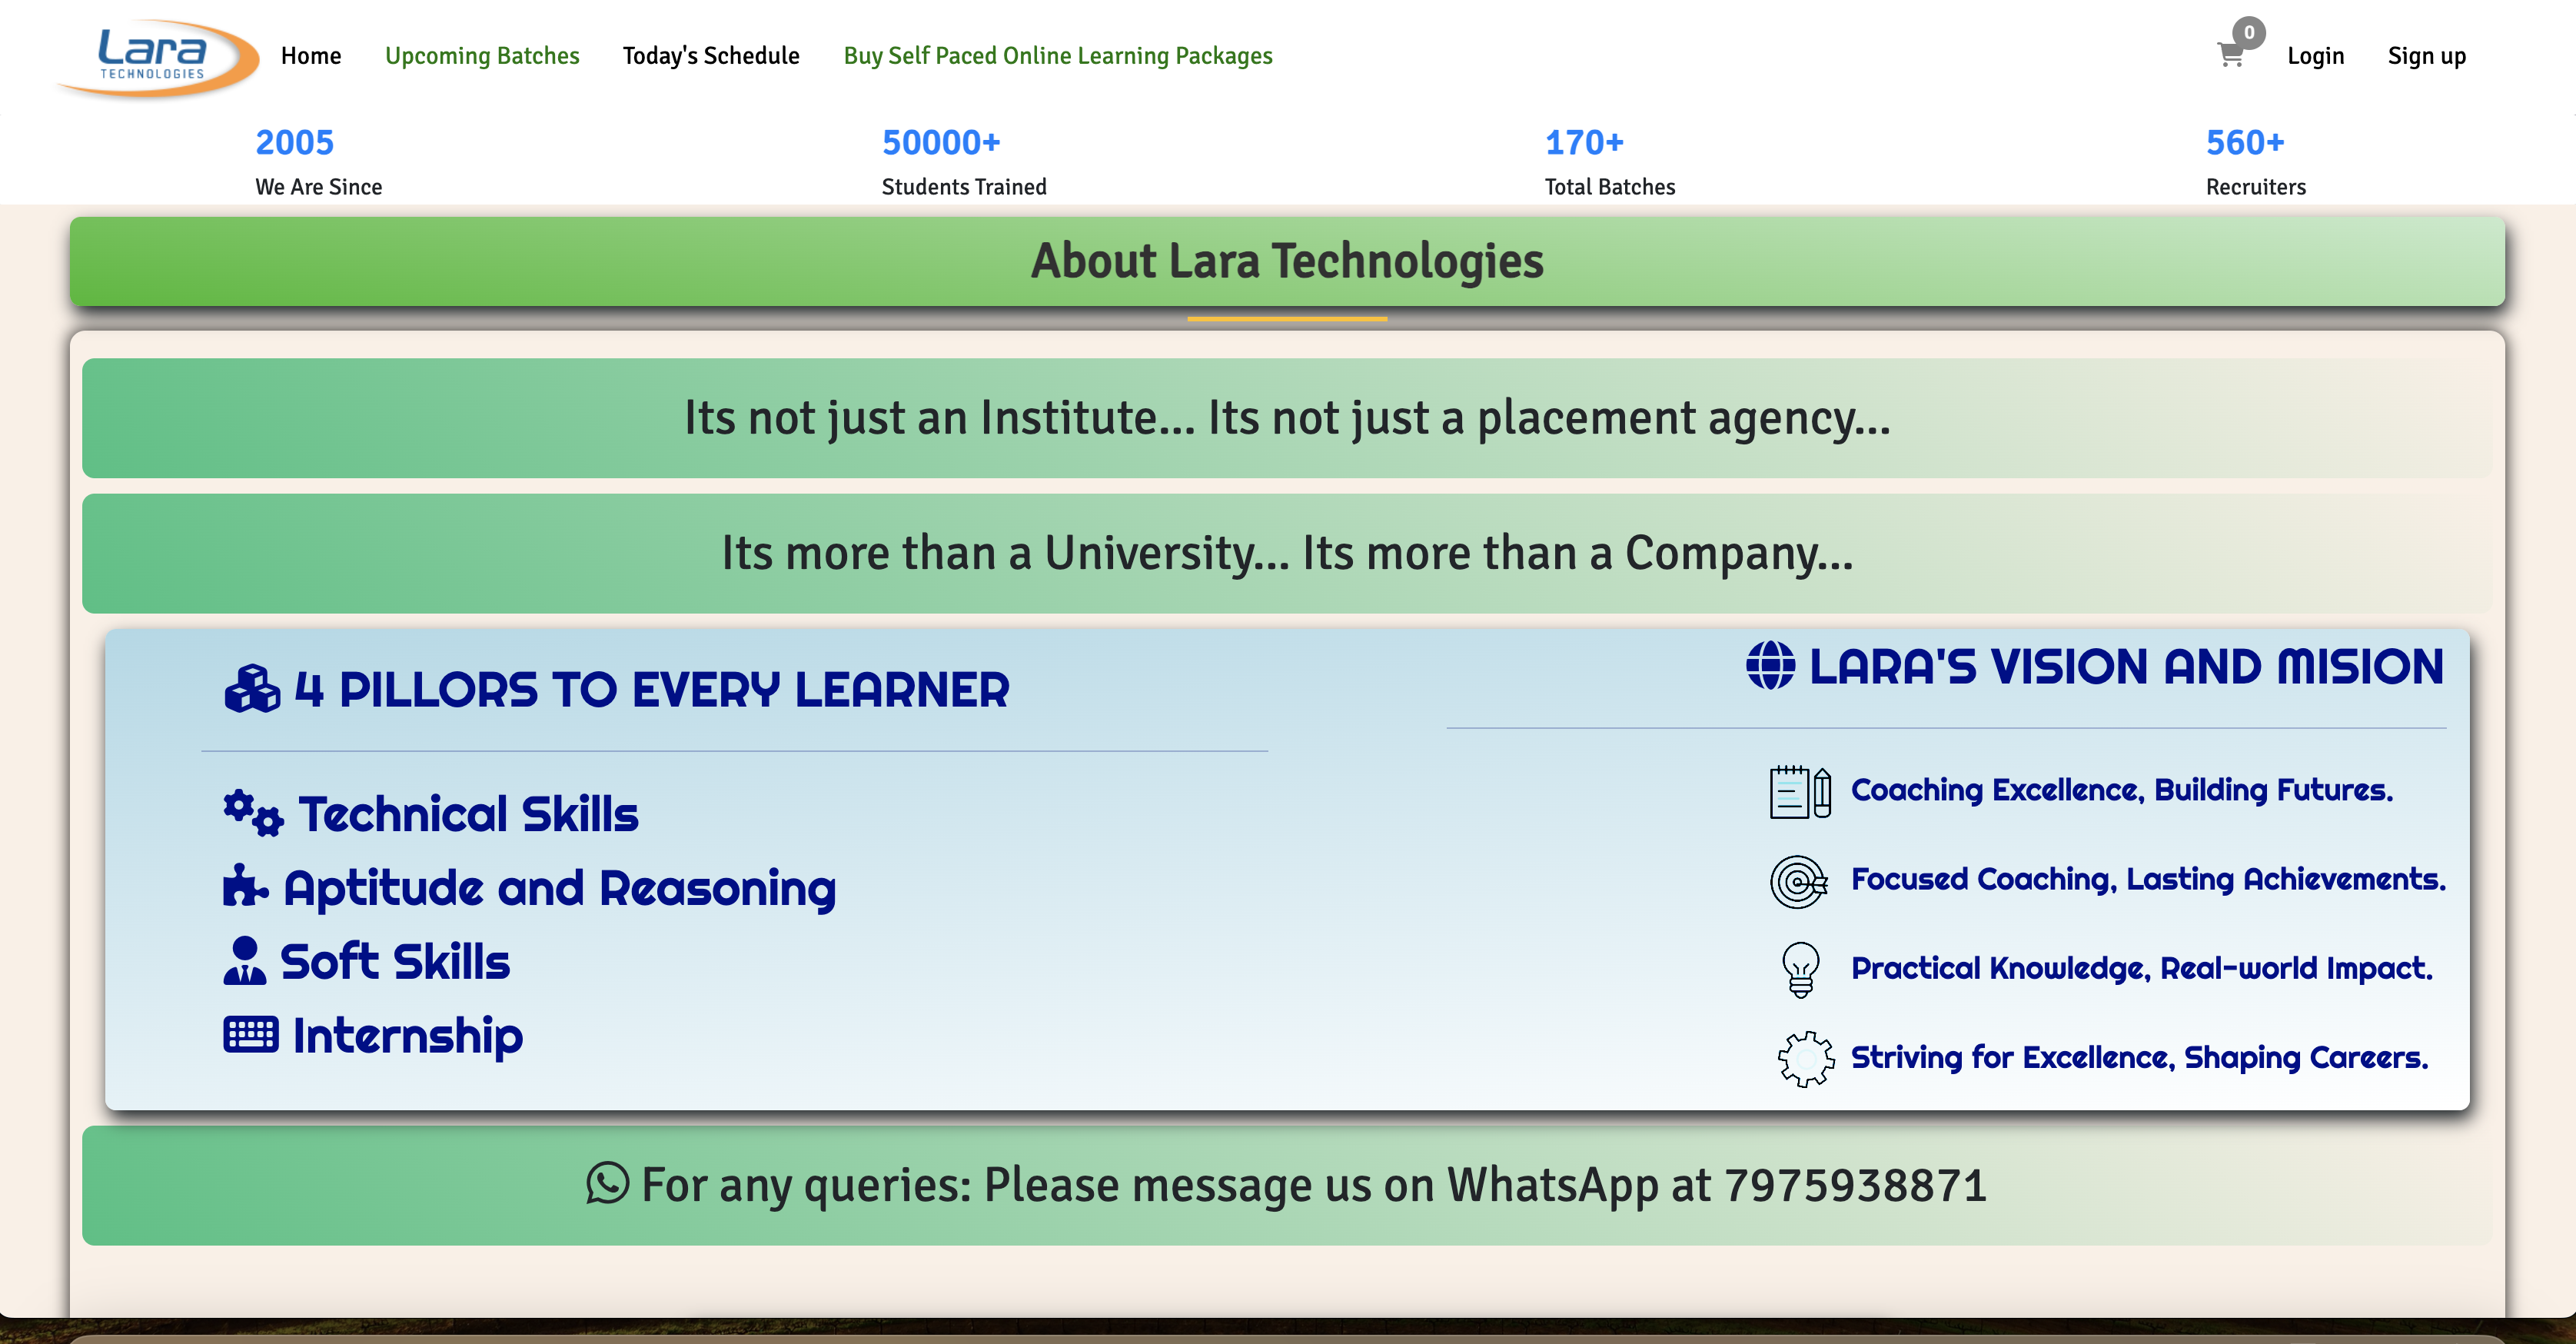 Lara
TECHNOLOGIES
Home
Upcoming Batches
Today's Schedule
Buy Self Paced Online Learning Packages
0
Login
Sign up
2005
We Are Since
50000+
Students Trained
170+
Total Batches
560+
Recruiters
About Lara Technologies
Its not just an Institute... Its not just a placement agency...
Its more than a University... Its more than a Company...
4 PILLORS TO EVERY LEARNER
Technical Skills
Aptitude and Reasoning
Soft Skills
Internship
LARA'S VISION AND MISION
Coaching Excellence, Building Futures.
Focused Coaching, Lasting Achievements.
Practical Knowledge, Real-world Impact.
Striving for Excellence, Shaping Careers.
For any queries: Please message us on WhatsApp at 7975938871